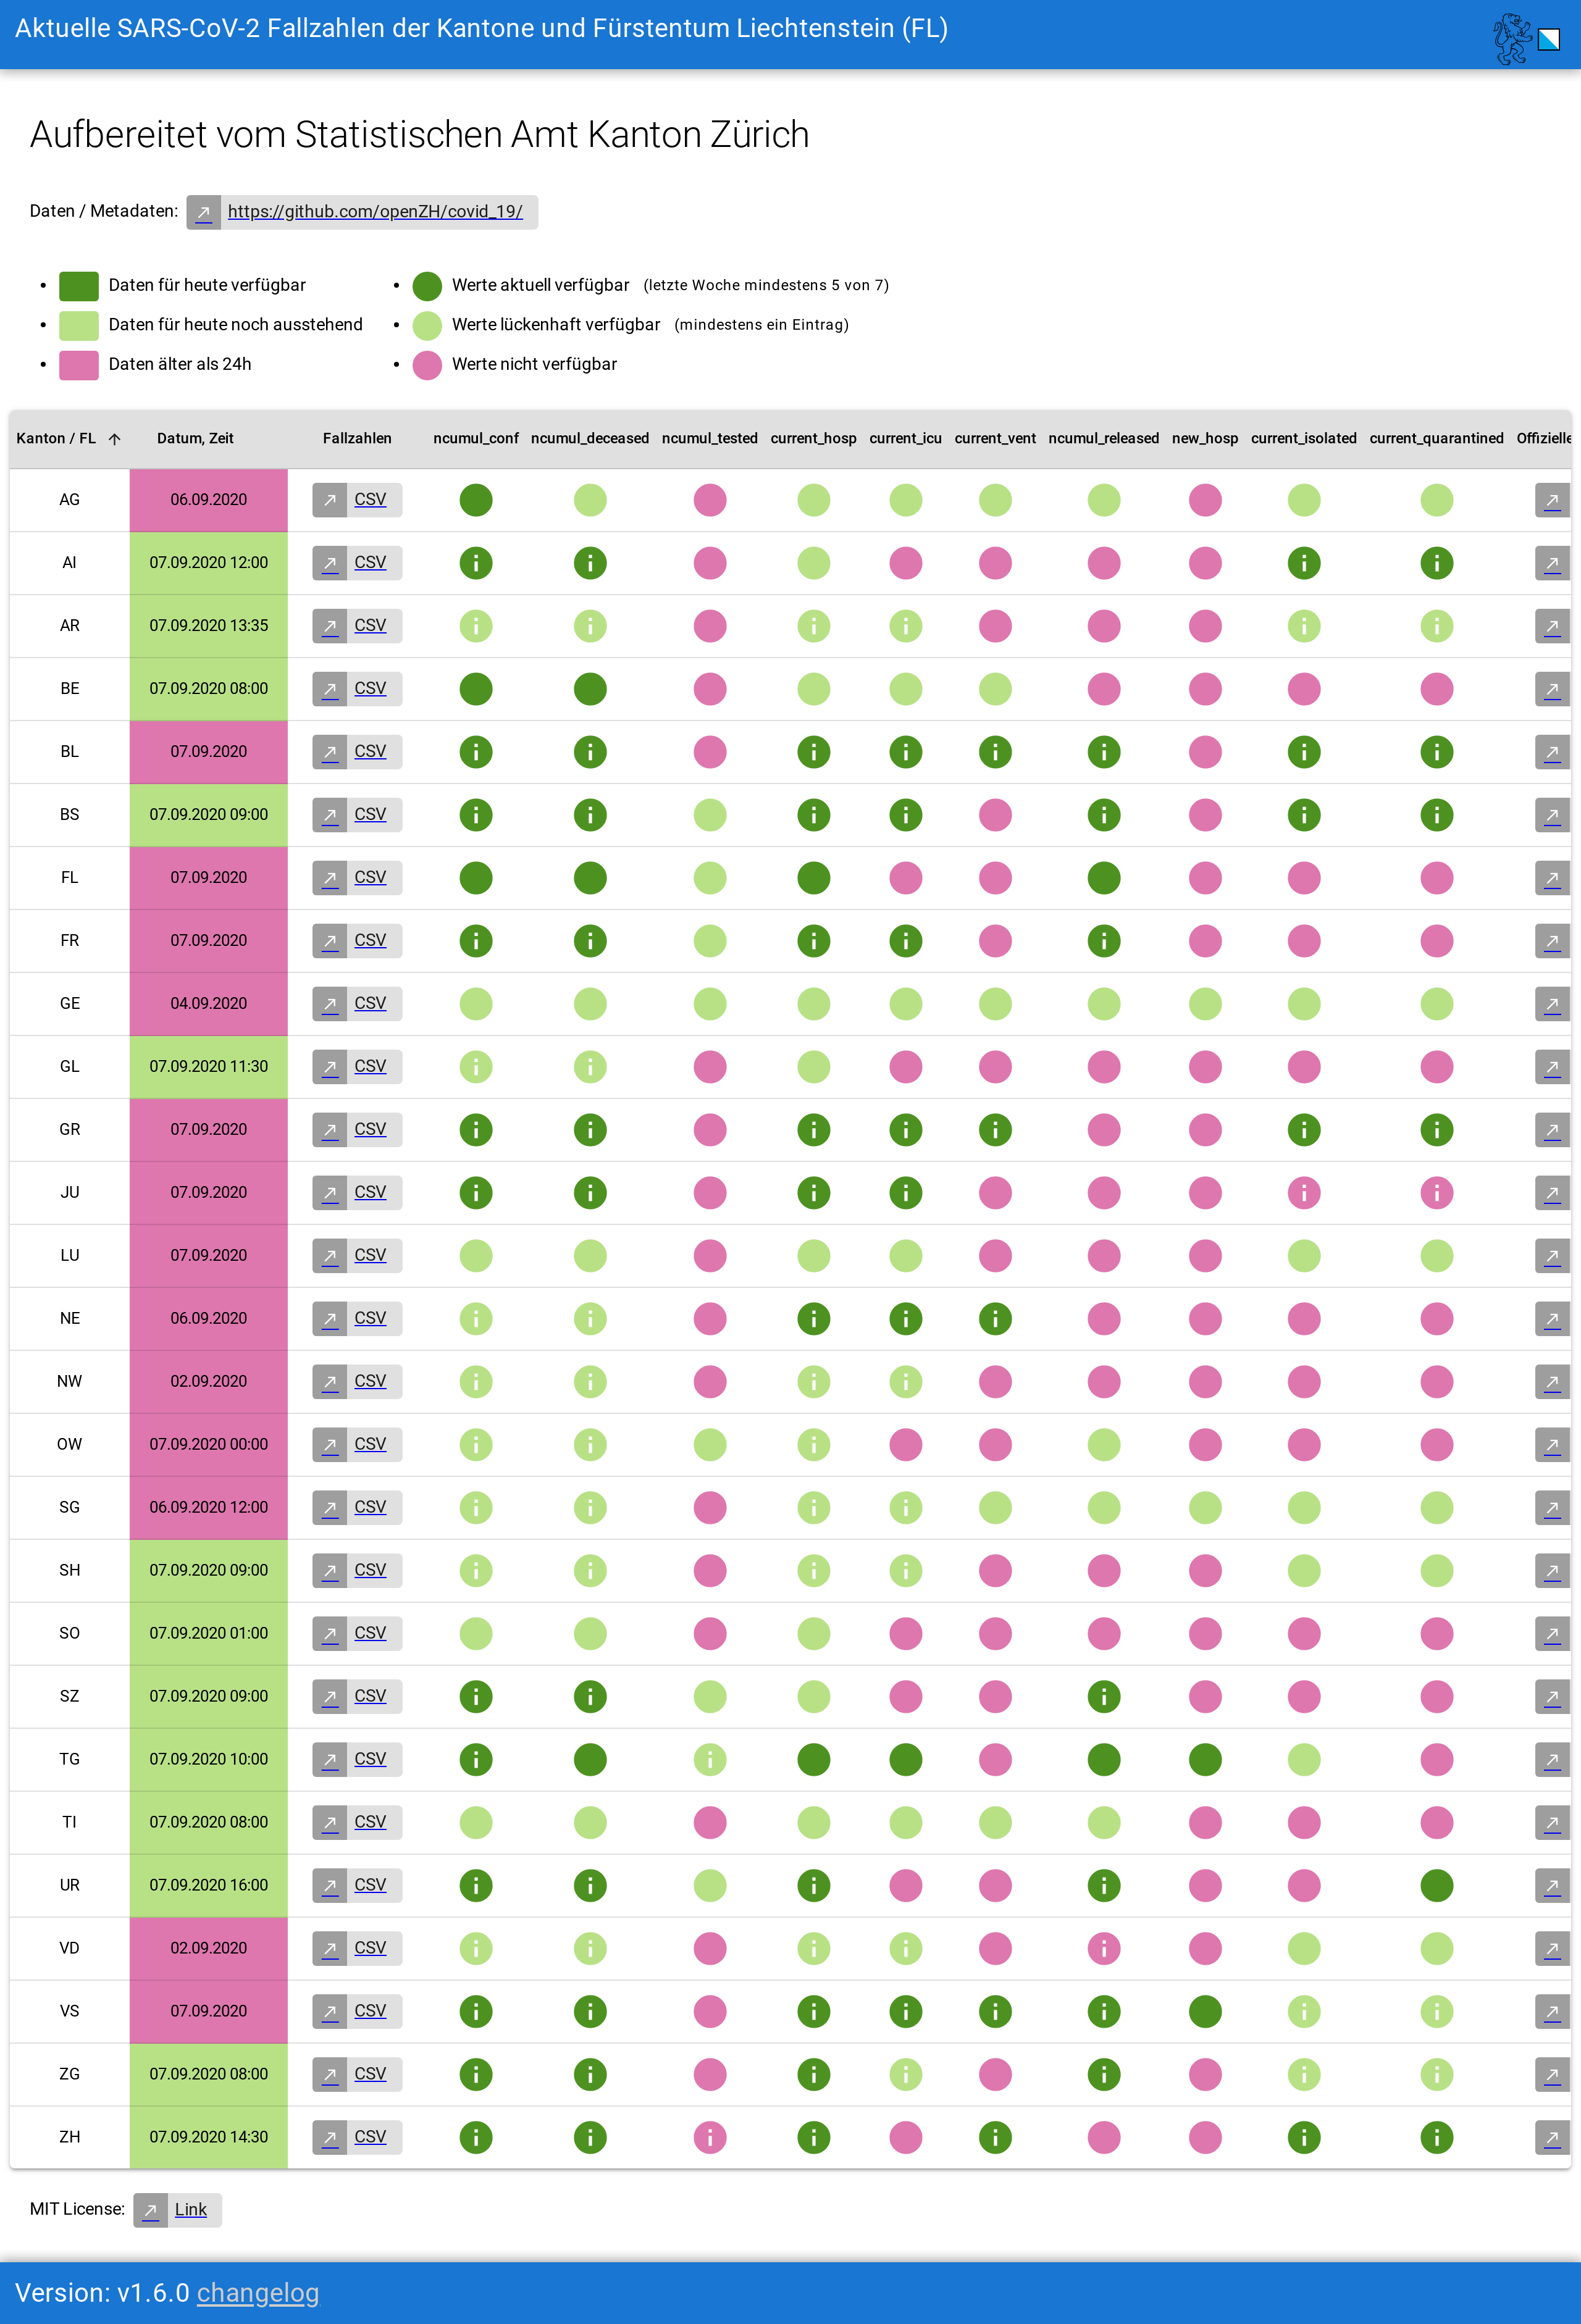 Aktuelle SARS-CoV-2 Fallzahlen der Kantone und Fürstentum Liechtenstein (FL)
Aufbereitet vom Statistischen Amt Kanton Zürich
Daten / Metadaten: https://github.com/openZH/covid_19/
Daten für heute verfügbar
Daten für heute noch ausstehend
Daten älter als 24h
Werte aktuell verfügbar (letzte Woche mindestens 5 von 7)
Werte lückenhaft verfügbar (mindestens ein Eintrag)
Werte nicht verfügbar
Kanton / FL Datum, Zeit Fallzahlen ncumul_conf ncumul_deceased ncumul_tested current_hosp current_icu current_vent ncumul_released new_hosp current_isolated current_quarantined Offizielle
AG 06.09.2020 CSV
AI 07.09.2020 12:00 CSV
AR 07.09.2020 13:35 CSV
BE 07.09.2020 08:00 CSV
BL 07.09.2020 CSV
BS 07.09.2020 09:00 CSV
FL 07.09.2020 CSV
FR 07.09.2020 CSV
GE 04.09.2020 CSV
GL 07.09.2020 11:30 CSV
GR 07.09.2020 CSV
JU 07.09.2020 CSV
LU 07.09.2020 CSV
NE 06.09.2020 CSV
NW 02.09.2020 CSV
OW 07.09.2020 00:00 CSV
SG 06.09.2020 12:00 CSV
SH 07.09.2020 09:00 CSV
SO 07.09.2020 01:00 CSV
SZ 07.09.2020 09:00 CSV
TG 07.09.2020 10:00 CSV
TI 07.09.2020 08:00 CSV
UR 07.09.2020 16:00 CSV
VD 02.09.2020 CSV
VS 07.09.2020 CSV
ZG 07.09.2020 08:00 CSV
ZH 07.09.2020 14:30 CSV
MIT License: Link
Version: v1.6.0 changelog